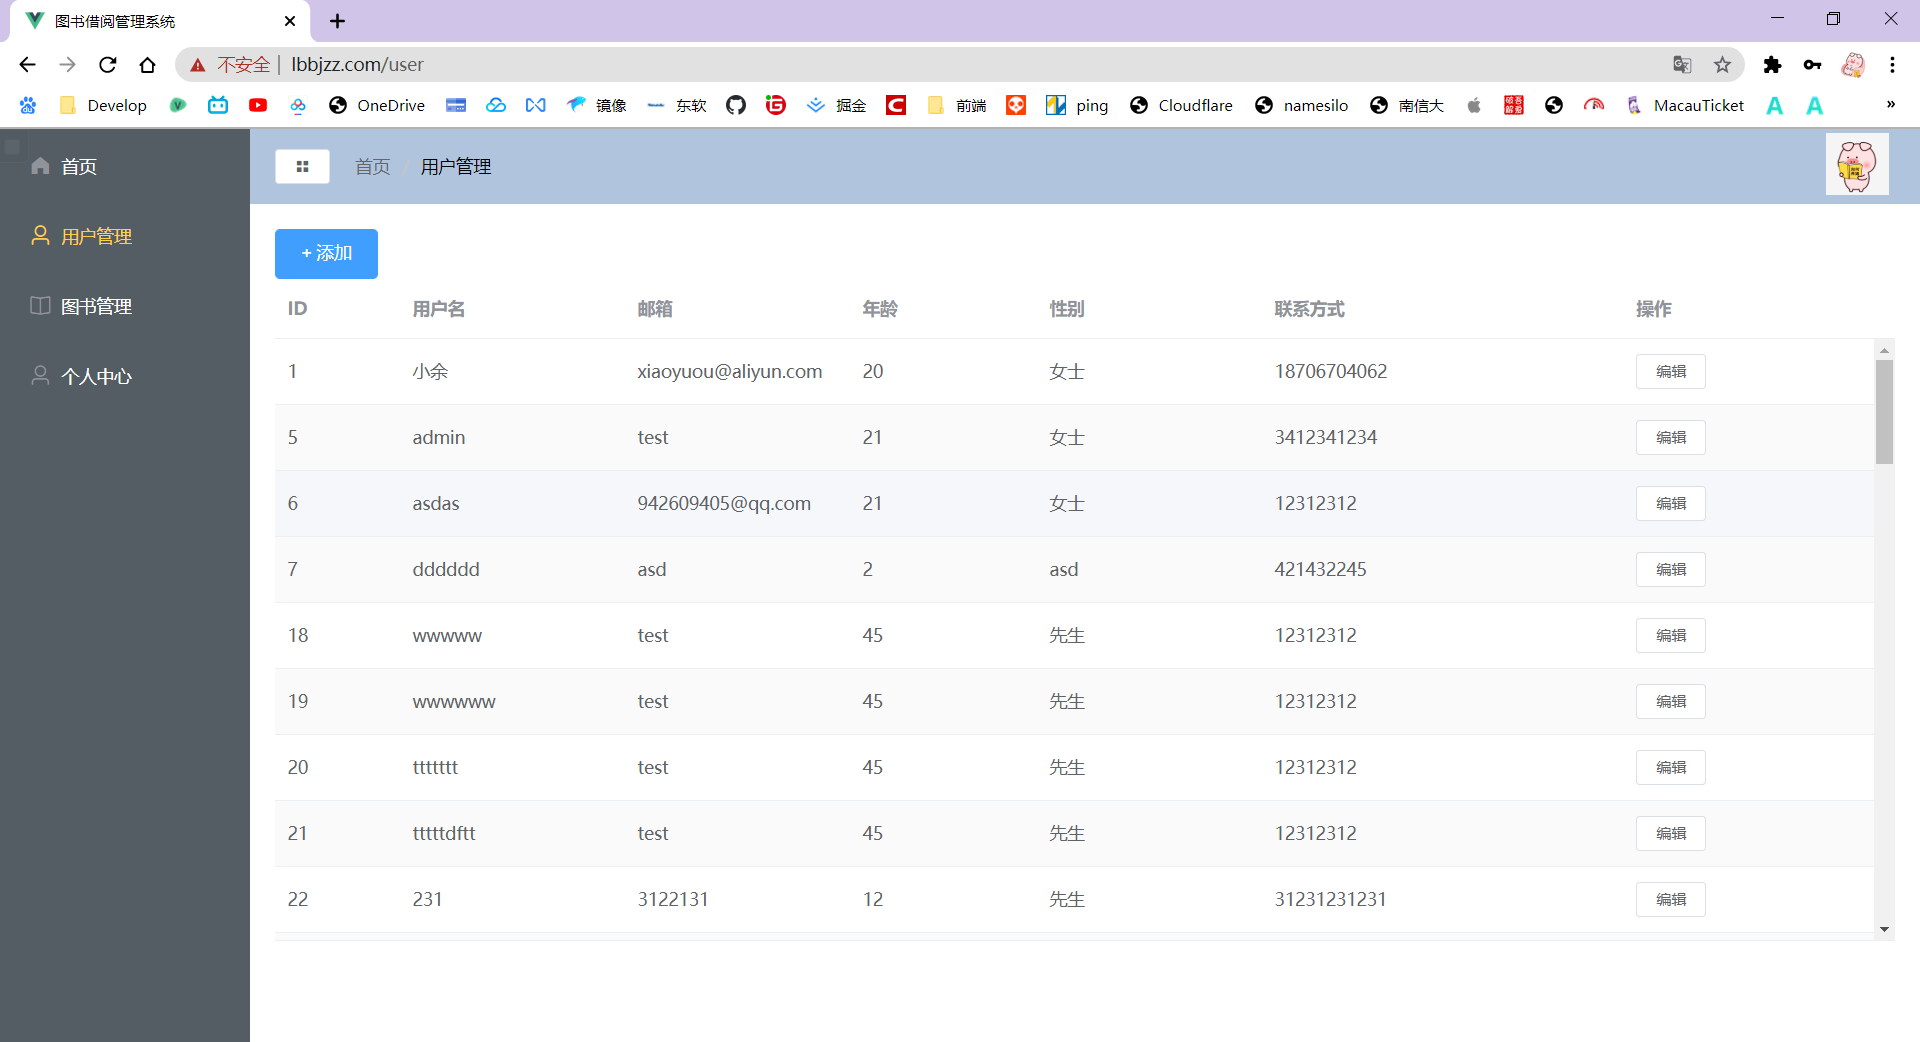 图书借阅管理系统
不安全 | lbbjzz.com/user
Develop OneDrive 镜像 东软 掘金 前端 ping Cloudflare namesilo 南信大 MacauTicket »
首页
用户管理
图书管理
个人中心
首页 / 用户管理
+ 添加
ID 用户名 邮箱 年龄 性别 联系方式 操作
1 小余 xiaoyuou@aliyun.com 20 女士 18706704062 编辑
5 admin test 21 女士 3412341234 编辑
6 asdas 942609405@qq.com 21 女士 12312312 编辑
7 dddddd asd 2 asd 421432245 编辑
18 wwwww test 45 先生 12312312 编辑
19 wwwwww test 45 先生 12312312 编辑
20 ttttttt test 45 先生 12312312 编辑
21 tttttdftt test 45 先生 12312312 编辑
22 231 3122131 12 先生 31231231231 编辑